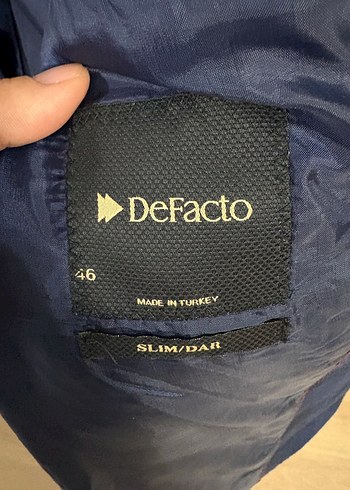 DeFacto
46
MADE IN TURKEY
SLIM/DAR